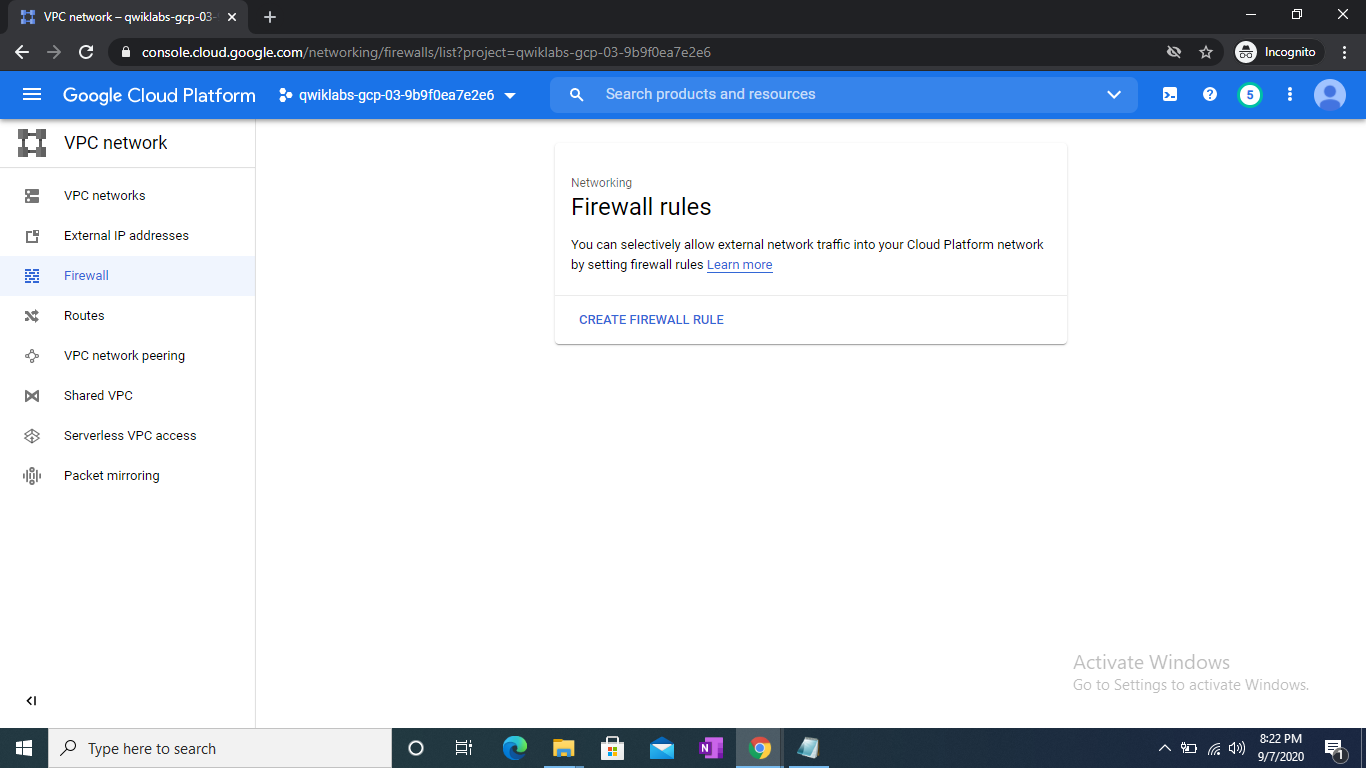 VPC network – qwiklabs-gcp-03-
console.cloud.google.com/networking/firewalls/list?project=qwiklabs-gcp-03-9b9f0ea7e2e6
Incognito
Google Cloud Platform
qwiklabs-gcp-03-9b9f0ea7e2e6
Search products and resources
5
VPC network
VPC networks
External IP addresses
Firewall
Routes
VPC network peering
Shared VPC
Serverless VPC access
Packet mirroring
Networking
Firewall rules
You can selectively allow external network traffic into your Cloud Platform network
by setting firewall rules Learn more
CREATE FIREWALL RULE
Activate Windows
Go to Settings to activate Windows.
Type here to search
N
8:22 PM
9/7/2020
1